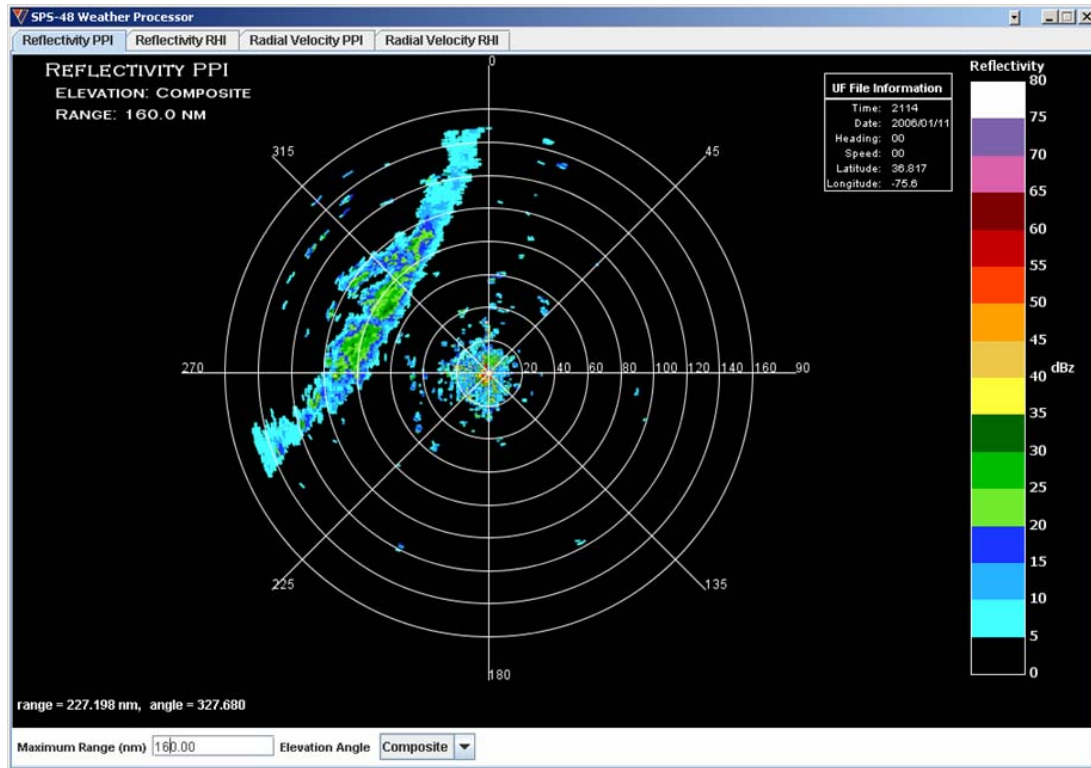 SPS-48 Weather Processor
Reflectivity PPI Reflectivity RHI Radial Velocity PPI Radial Velocity RHI
REFLECTIVITY PPI
ELEVATION: COMPOSITE
RANGE: 160.0 NM
0
45
90
135
180
225
270
315
20 40 60 80 100 120 140 160
UF File Information
Time: 2114
Date: 2006/01/11
Heading: 00
Speed: 00
Latitude: 36.817
Longitude: -75.6
Reflectivity
80
75
70
65
60
55
50
45
40
35
30
25
20
15
10
5
0
dBz
range = 227.198 nm, angle = 327.680
Maximum Range (nm) 160.00 Elevation Angle Composite